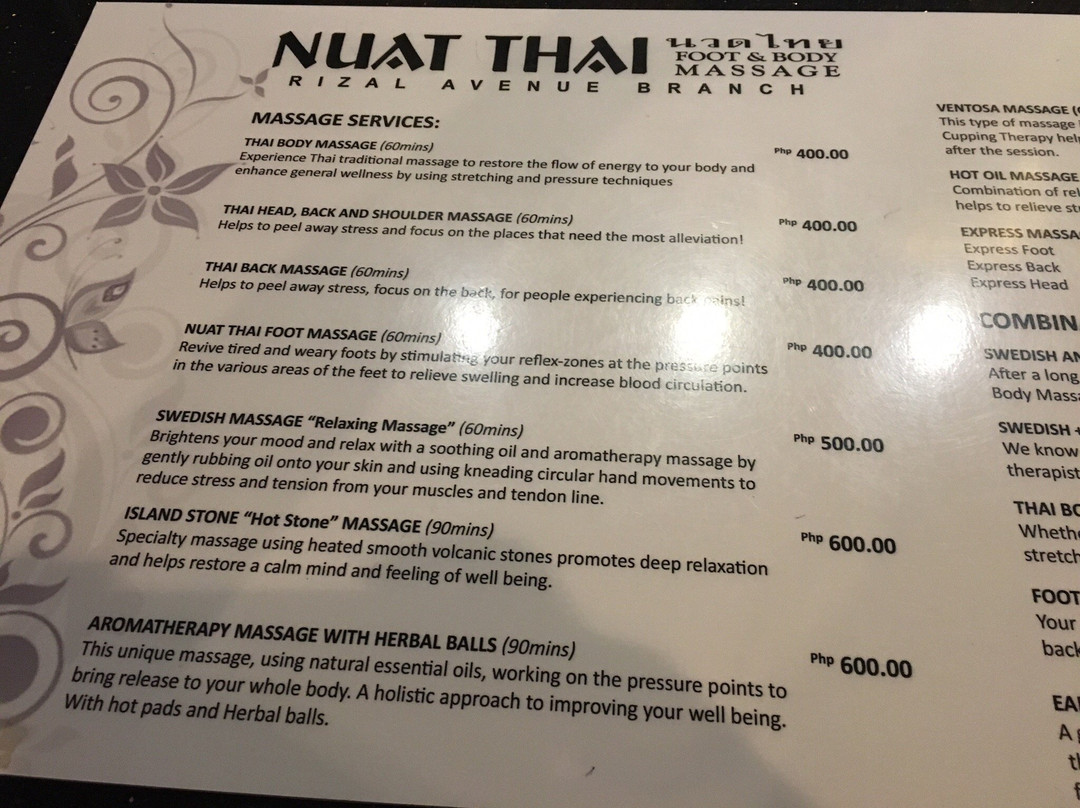 NUAT THAI นวดไทย
FOOT & BODY
MASSAGE
RIZAL AVENUE BRANCH
MASSAGE SERVICES:
THAI BODY MASSAGE (60mins) Php 400.00
Experience Thai traditional massage to restore the flow of energy to your body and
enhance general wellness by using stretching and pressure techniques
THAI HEAD, BACK AND SHOULDER MASSAGE (60mins) Php 400.00
Helps to peel away stress and focus on the places that need the most alleviation!
THAI BACK MASSAGE (60mins) Php 400.00
Helps to peel away stress, focus on the back, for people experiencing back pains!
NUAT THAI FOOT MASSAGE (60mins) Php 400.00
Revive tired and weary foots by stimulating your reflex-zones at the pressure points
in the various areas of the feet to relieve swelling and increase blood circulation.
SWEDISH MASSAGE “Relaxing Massage” (60mins) Php 500.00
Brightens your mood and relax with a soothing oil and aromatherapy massage by
gently rubbing oil onto your skin and using kneading circular hand movements to
reduce stress and tension from your muscles and tendon line.
ISLAND STONE “Hot Stone” MASSAGE (90mins) Php 600.00
Specialty massage using heated smooth volcanic stones promotes deep relaxation
and helps restore a calm mind and feeling of well being.
AROMATHERAPY MASSAGE WITH HERBAL BALLS (90mins) Php 600.00
This unique massage, using natural essential oils, working on the pressure points to
bring release to your whole body. A holistic approach to improving your well being.
With hot pads and Herbal balls.
VENTOSA MASSAGE
This type of massage
Cupping Therapy
after the session.
HOT OIL MASSAGE
Combination of
helps to relieve
EXPRESS
Express Foot
Express Back
Express Head
SWEDISH
After a long
Body
SWEDISH +
We know
therapist
THAI
FOOT
Your
back
A